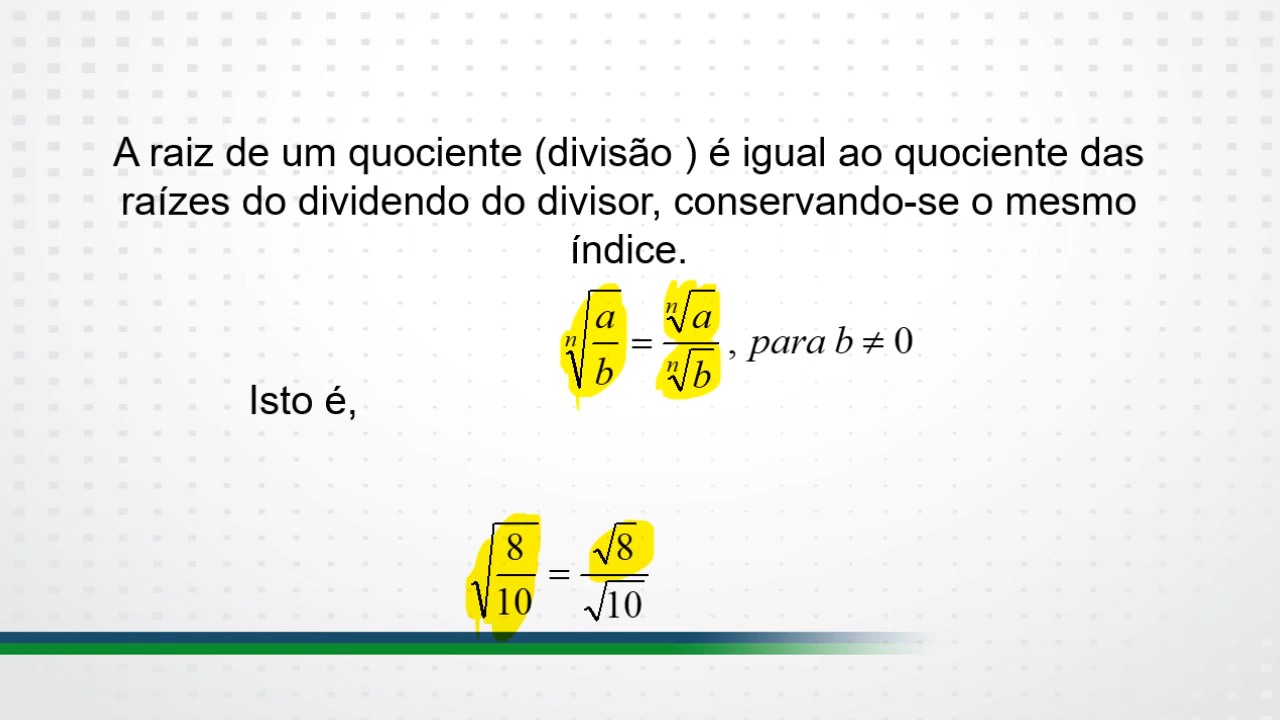 A raiz de um quociente (divisão ) é igual ao quociente das
raízes do dividendo do divisor, conservando-se o mesmo
índice.
ⁿ√(a/b) = ⁿ√a / ⁿ√b , para b ≠ 0
Isto é,
√(8/10) = √8 / √10